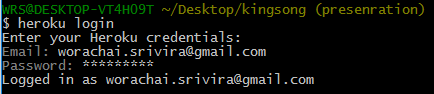 WRS@DESKTOP-VT4HO9T ~/Desktop/kingsong (presenration)
$ heroku login
Enter your Heroku credentials:
Email: worachai.srivira@gmail.com
Password: *********
Logged in as worachai.srivira@gmail.com